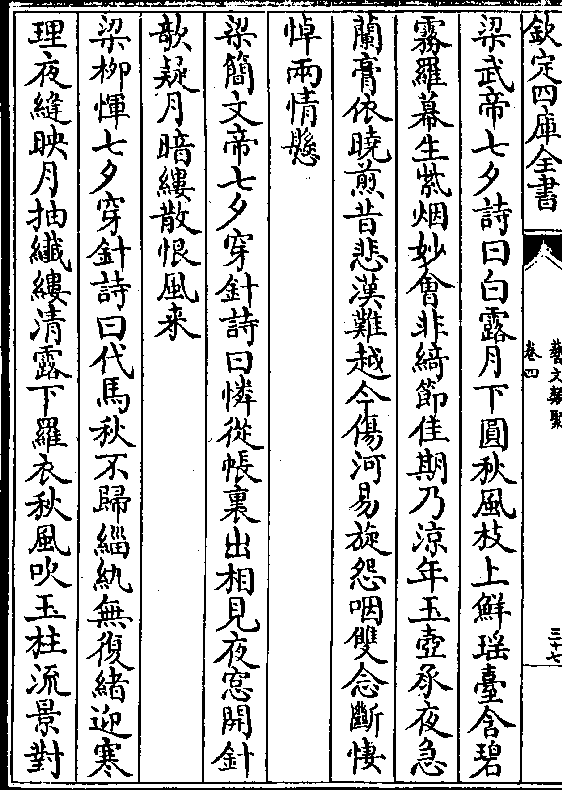 欽定四庫全書
藝文類聚
卷四
三十七
梁武帝七夕詩曰白露月下圓秋風枝上鮮瑶臺含碧
霧羅幕生紫烟妙會非綺節佳期乃涼年玉壺承夜急
蘭膏依曉煎昔悲漢難越今傷河易旋怨咽雙念斷悽
悼兩情懸
梁簡文帝七夕穿針詩曰憐從帳裏出相見夜窓開針
欹疑月暗縷散恨風来
梁柳惲七夕穿針詩曰代馬秋不歸緇紈無復緒迎寒
理夜縫映月抽纎縷清露下羅衣秋風吹玉柱流景對